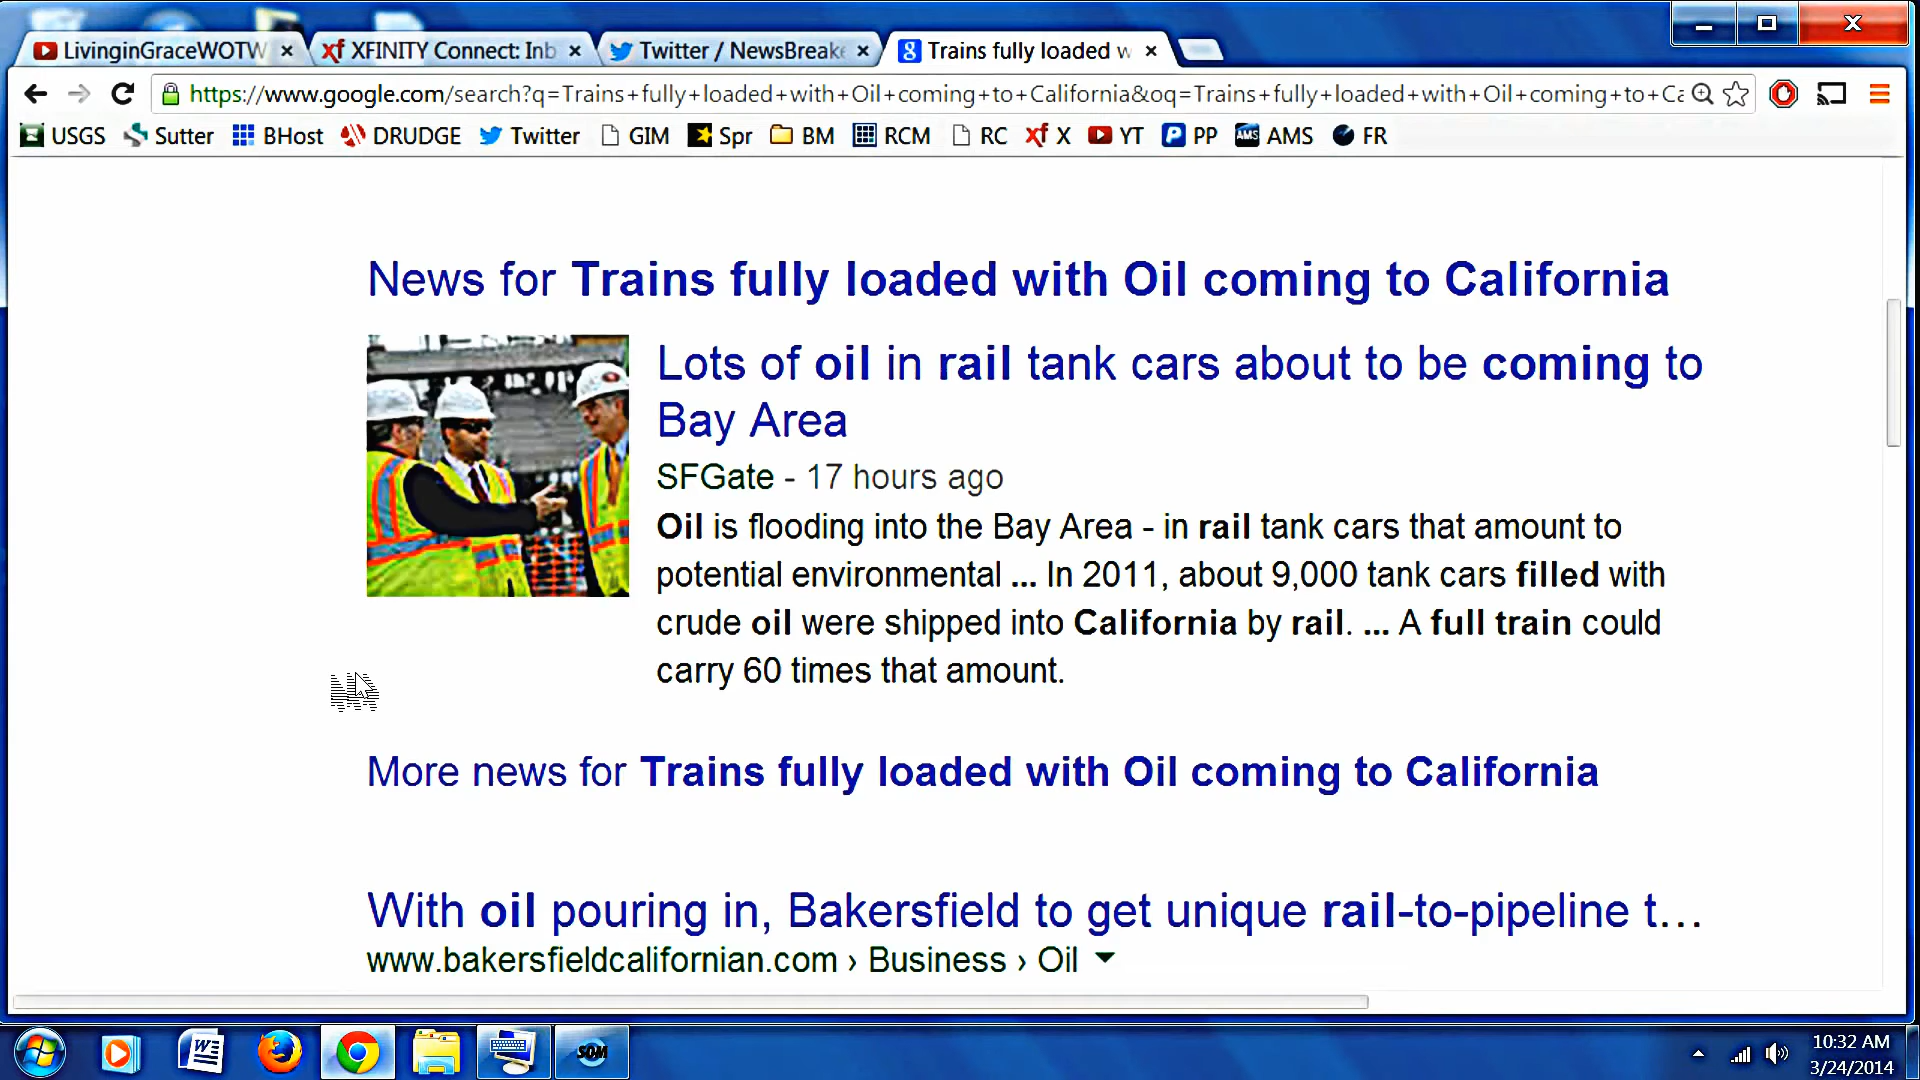 LivinginGraceWOTW
XFINITY Connect: Inb
Twitter / NewsBreake
Trains fully loaded w
https://www.google.com/search?q=Trains+fully+loaded+with+Oil+coming+to+California&oq=Trains+fully+loaded+with+Oil+coming+to+Ca
USGS Sutter BHost DRUDGE Twitter GIM Spr BM RCM RC X YT PP AMS FR
News for Trains fully loaded with Oil coming to California
Lots of oil in rail tank cars about to be coming to
Bay Area
SFGate - 17 hours ago
Oil is flooding into the Bay Area - in rail tank cars that amount to
potential environmental ... In 2011, about 9,000 tank cars filled with
crude oil were shipped into California by rail. ... A full train could
carry 60 times that amount.
More news for Trains fully loaded with Oil coming to California
With oil pouring in, Bakersfield to get unique rail-to-pipeline t...
www.bakersfieldcalifornian.com › Business › Oil
SOM
10:32 AM
3/24/2014